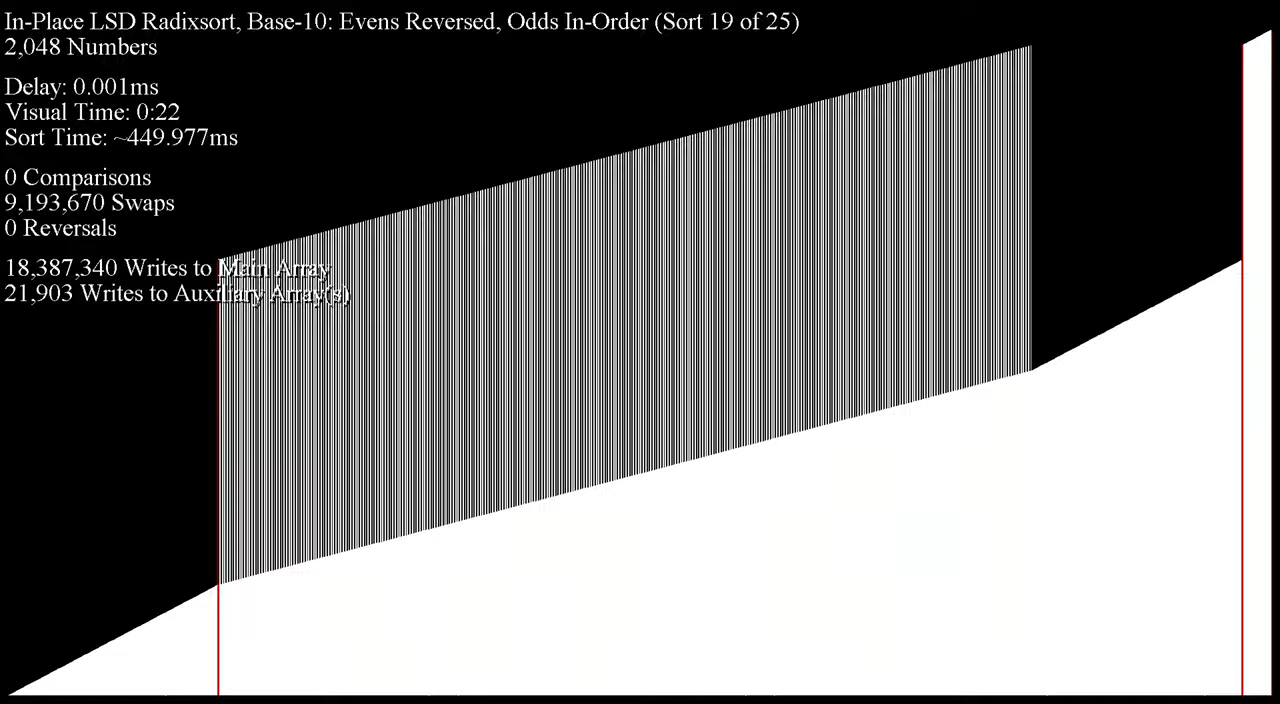 In-Place LSD Radixsort, Base-10: Evens Reversed, Odds In-Order (Sort 19 of 25)
2,048 Numbers
Delay: 0.001ms
Visual Time: 0:22
Sort Time: ~449.977ms
0 Comparisons
9,193,670 Swaps
0 Reversals
18,387,340 Writes to Main Array
21,903 Writes to Auxiliary Array(s)